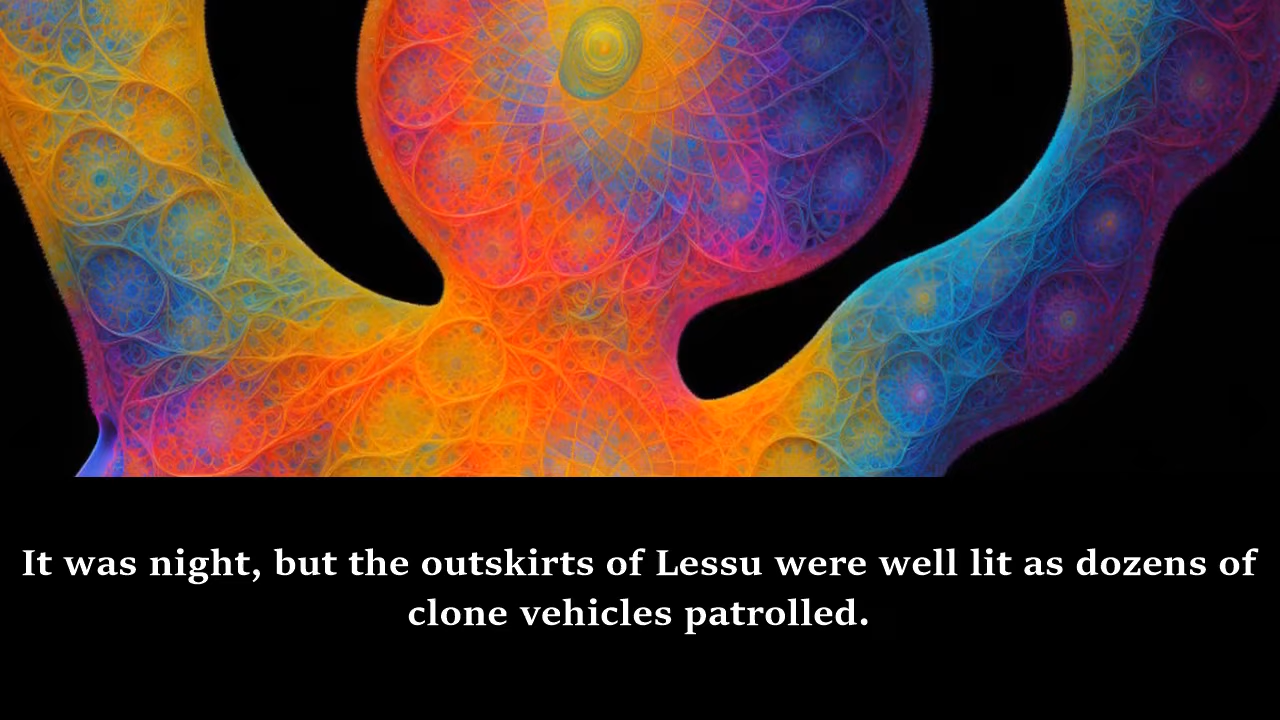 It was night, but the outskirts of Lessu were well lit as dozens of
clone vehicles patrolled.